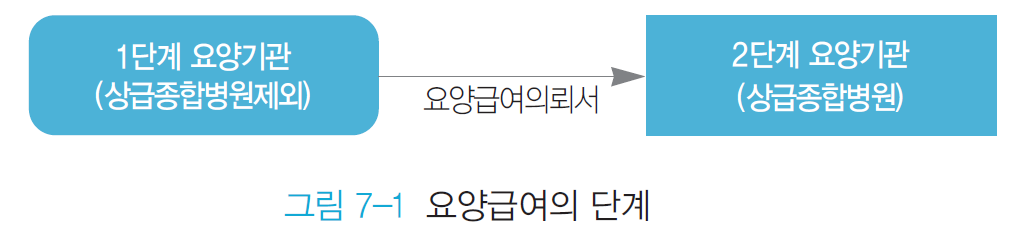 1단계 요양기관
(상급종합병원제외)
요양급여의뢰서
2단계 요양기관
(상급종합병원)
그림 7-1 요양급여의 단계